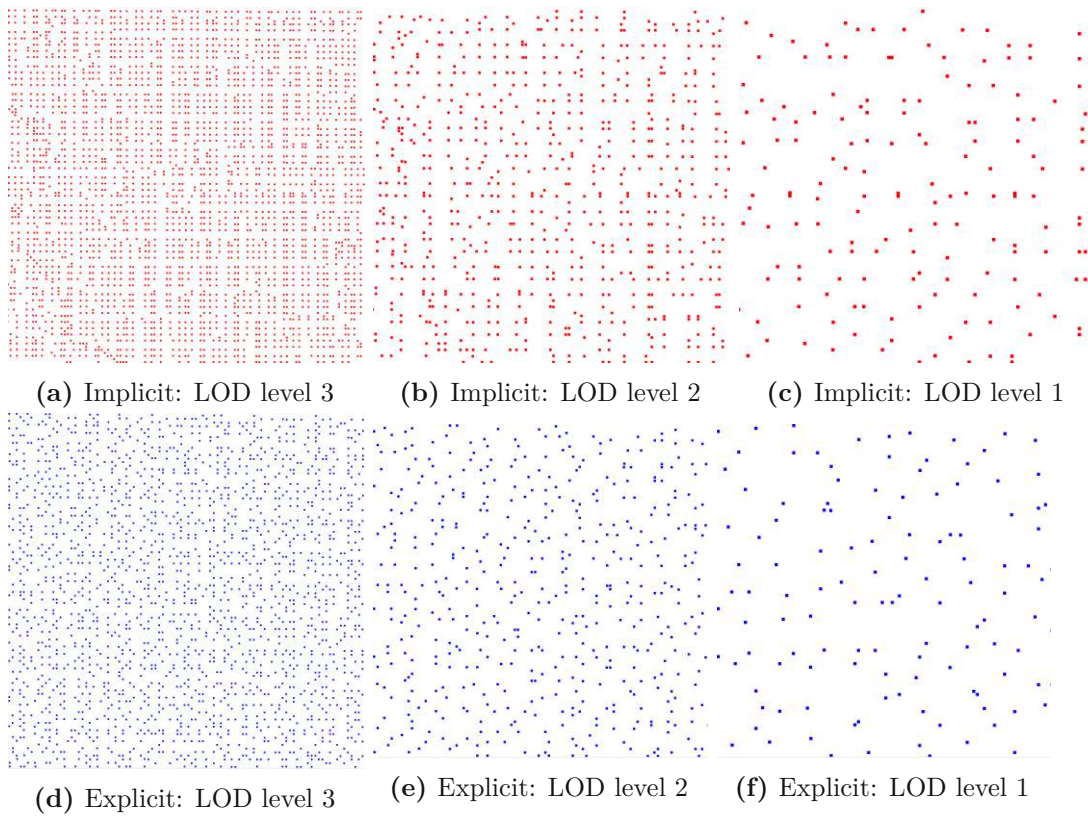 (a) Implicit: LOD level 3
(b) Implicit: LOD level 2
(c) Implicit: LOD level 1
(d) Explicit: LOD level 3
(e) Explicit: LOD level 2
(f) Explicit: LOD level 1